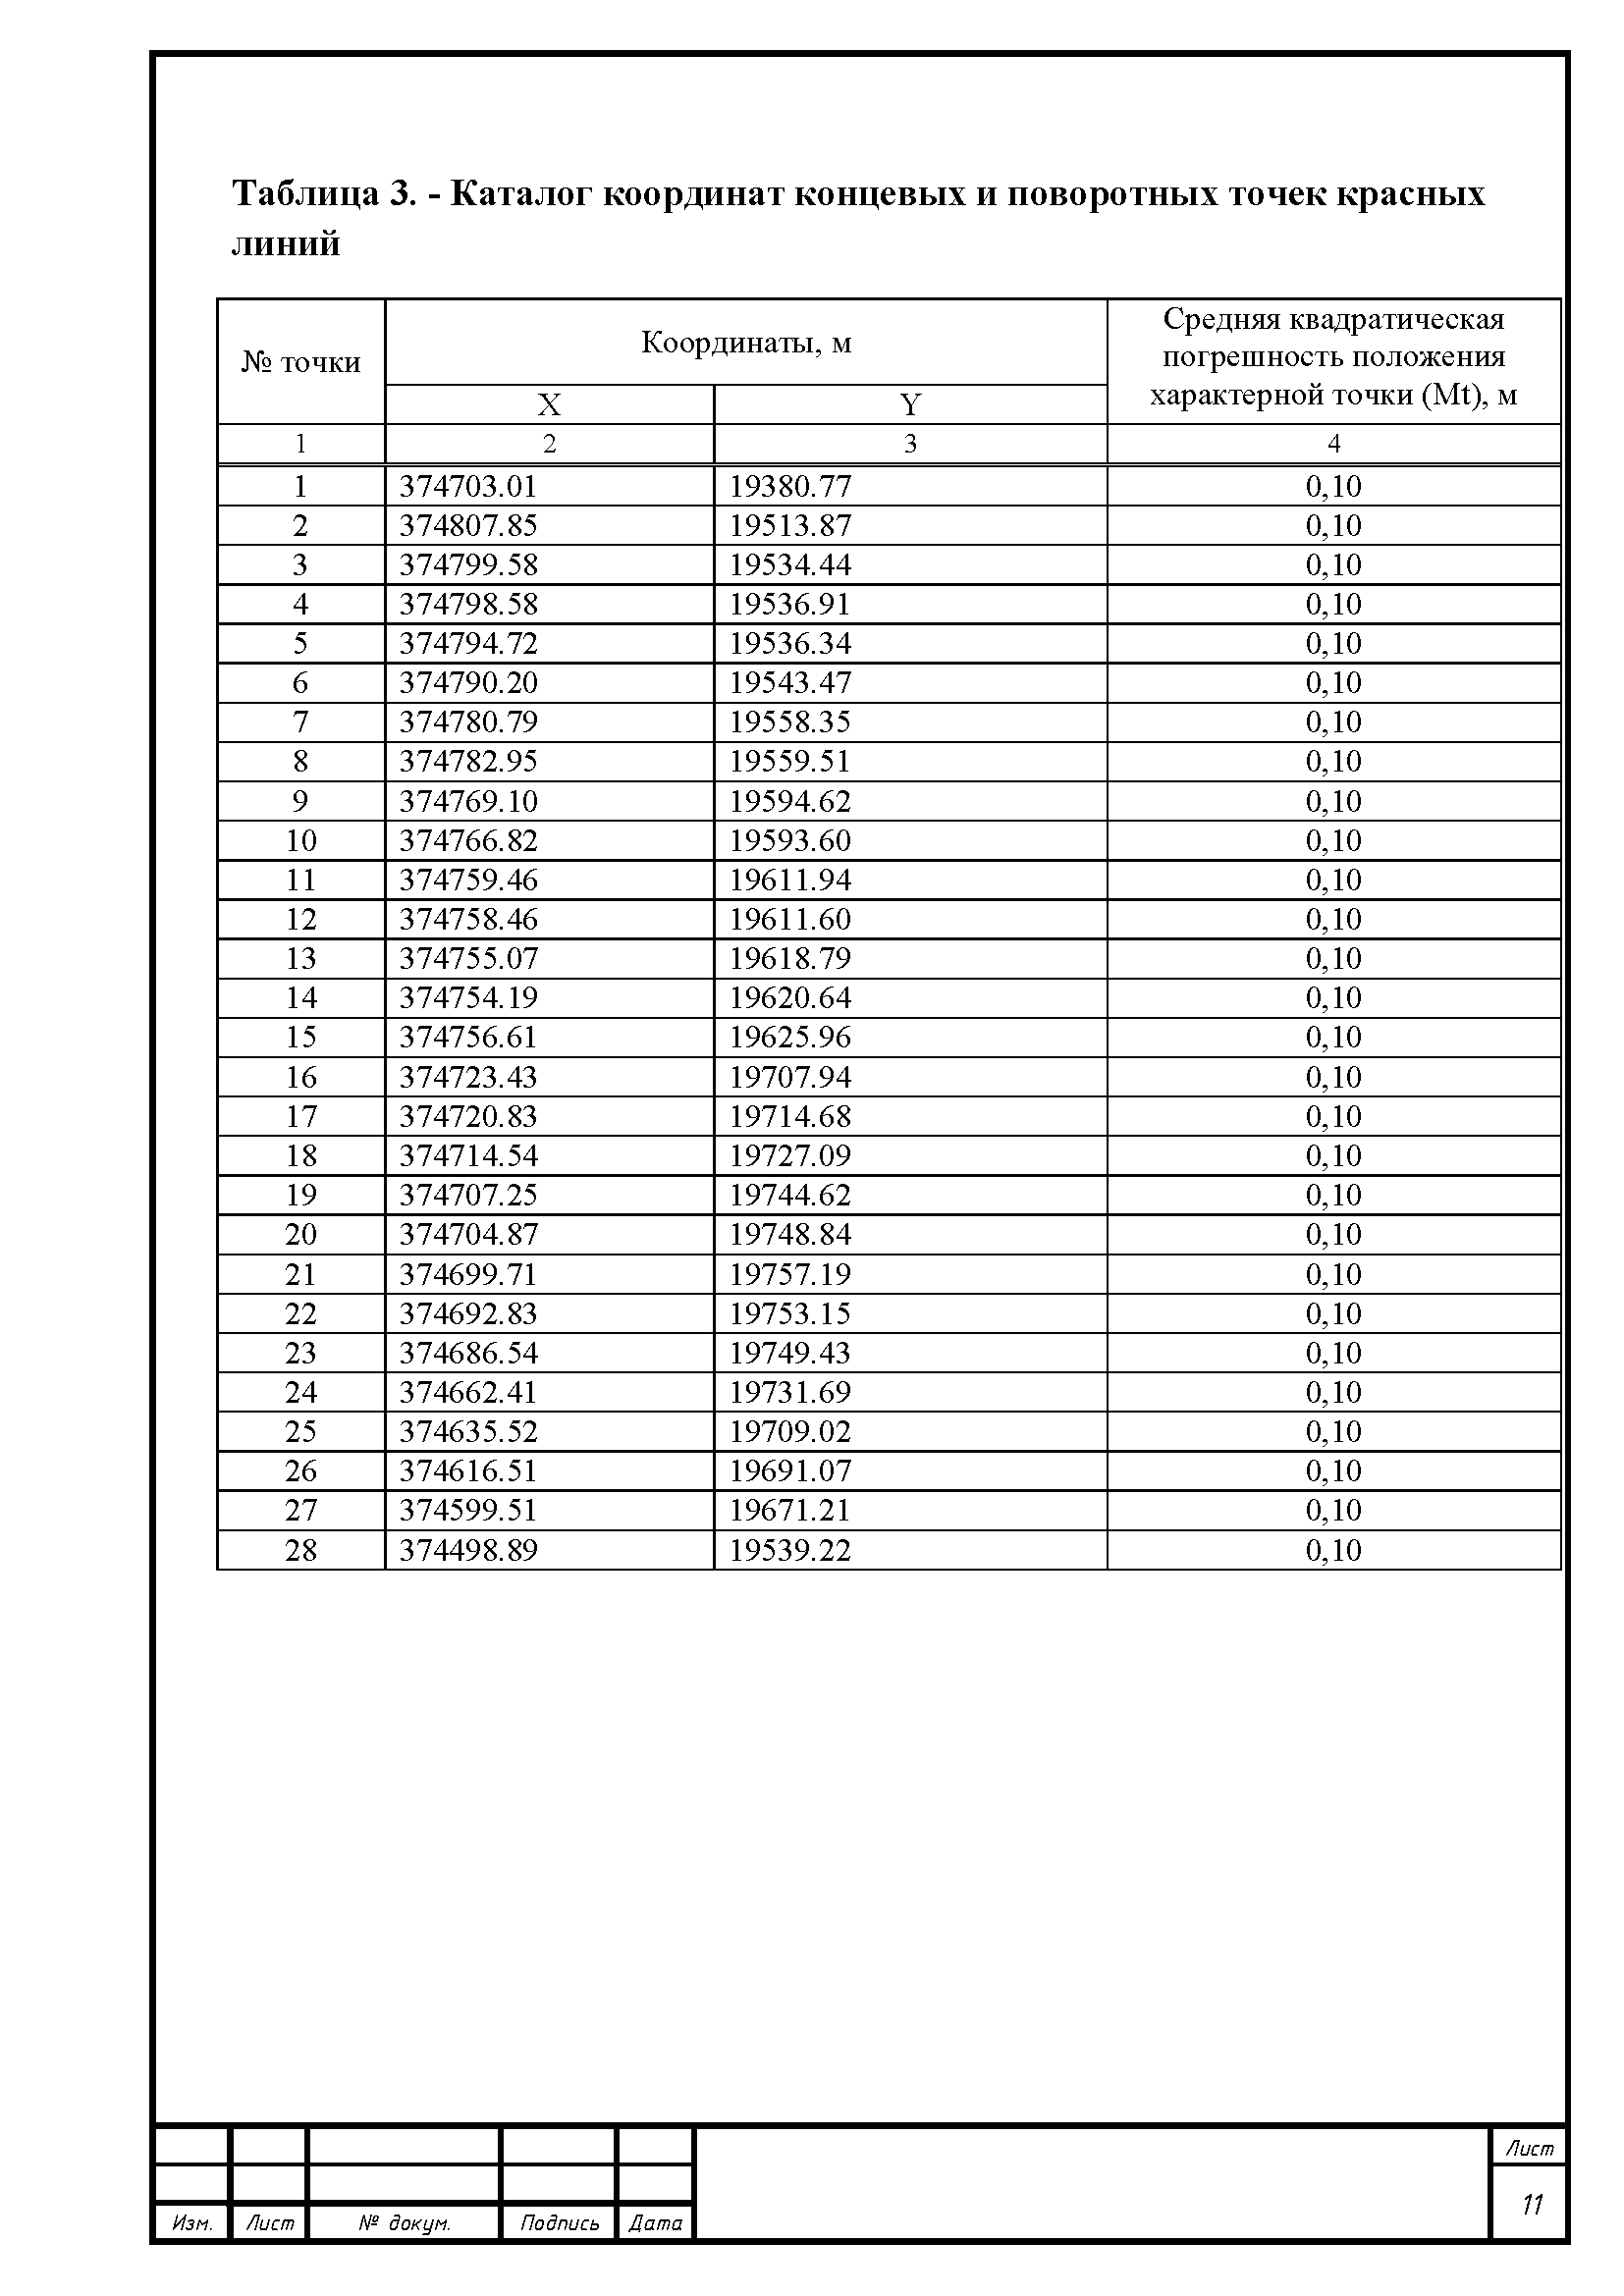 Таблица 3. - Каталог координат концевых и поворотных точек красных
линий
№ точки
Координаты, м
Средняя квадратическая
погрешность положения
характерной точки (Mt), м
X Y
1 2 3 4
1 374703.01 19380.77 0,10
2 374807.85 19513.87 0,10
3 374799.58 19534.44 0,10
4 374798.58 19536.91 0,10
5 374794.72 19536.34 0,10
6 374790.20 19543.47 0,10
7 374780.79 19558.35 0,10
8 374782.95 19559.51 0,10
9 374769.10 19594.62 0,10
10 374766.82 19593.60 0,10
11 374759.46 19611.94 0,10
12 374758.46 19611.60 0,10
13 374755.07 19618.79 0,10
14 374754.19 19620.64 0,10
15 374756.61 19625.96 0,10
16 374723.43 19707.94 0,10
17 374720.83 19714.68 0,10
18 374714.54 19727.09 0,10
19 374707.25 19744.62 0,10
20 374704.87 19748.84 0,10
21 374699.71 19757.19 0,10
22 374692.83 19753.15 0,10
23 374686.54 19749.43 0,10
24 374662.41 19731.69 0,10
25 374635.52 19709.02 0,10
26 374616.51 19691.07 0,10
27 374599.51 19671.21 0,10
28 374498.89 19539.22 0,10
Лист
11
Изм. Лист № докум. Подпись Дата